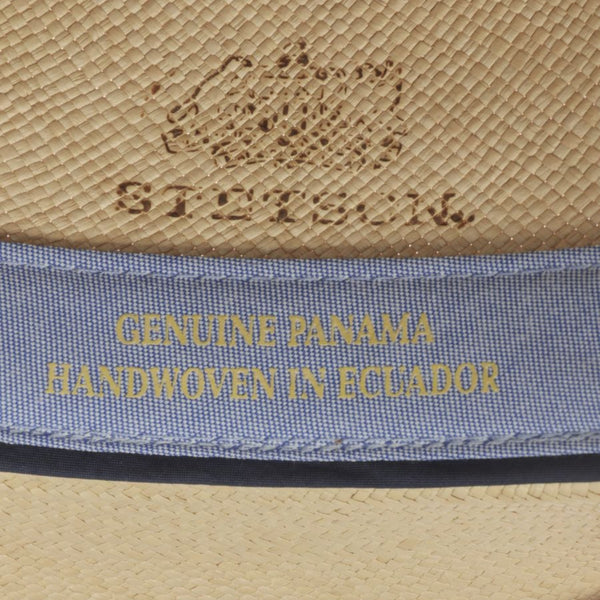 STETSON
GENUINE PANAMA
HANDWOVEN IN ECUADOR